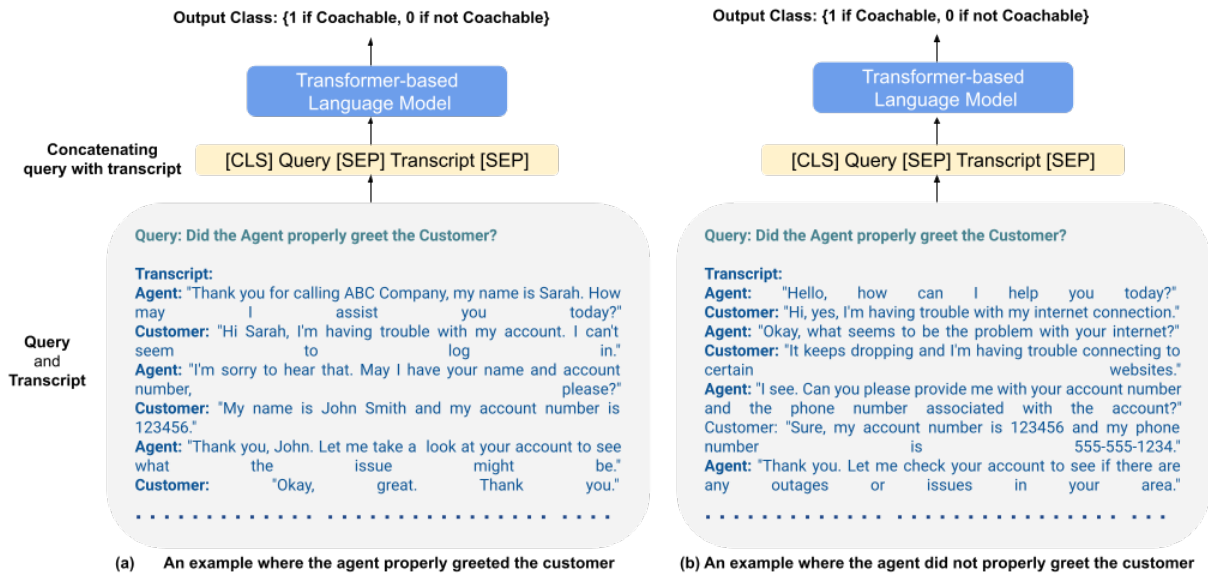 Output Class: {1 if Coachable, 0 if not Coachable}
Transformer-based
Language Model
Concatenating
query with transcript
[CLS] Query [SEP] Transcript [SEP]
Query
and
Transcript
Query: Did the Agent properly greet the Customer?
Transcript:
Agent: "Thank you for calling ABC Company, my name is Sarah. How
may I assist you today?"
Customer: "Hi Sarah, I'm having trouble with my account. I can't
seem to log in."
Agent: "I'm sorry to hear that. May I have your name and account
number, please?"
Customer: "My name is John Smith and my account number is
123456."
Agent: "Thank you, John. Let me take a look at your account to see
what the issue might be."
Customer: "Okay, great. Thank you."
(a) An example where the agent properly greeted the customer
Output Class: {1 if Coachable, 0 if not Coachable}
Transformer-based
Language Model
[CLS] Query [SEP] Transcript [SEP]
Query: Did the Agent properly greet the Customer?
Transcript:
Agent: "Hello, how can I help you today?"
Customer: "Hi, yes, I'm having trouble with my internet connection."
Agent: "Okay, what seems to be the problem with your internet?"
Customer: "It keeps dropping and I'm having trouble connecting to
certain websites."
Agent: "I see. Can you please provide me with your account number
and the phone number associated with the account?"
Customer: "Sure, my account number is 123456 and my phone
number is 555-555-1234."
Agent: "Thank you. Let me check your account to see if there are
any outages or issues in your area."
(b) An example where the agent did not properly greet the customer